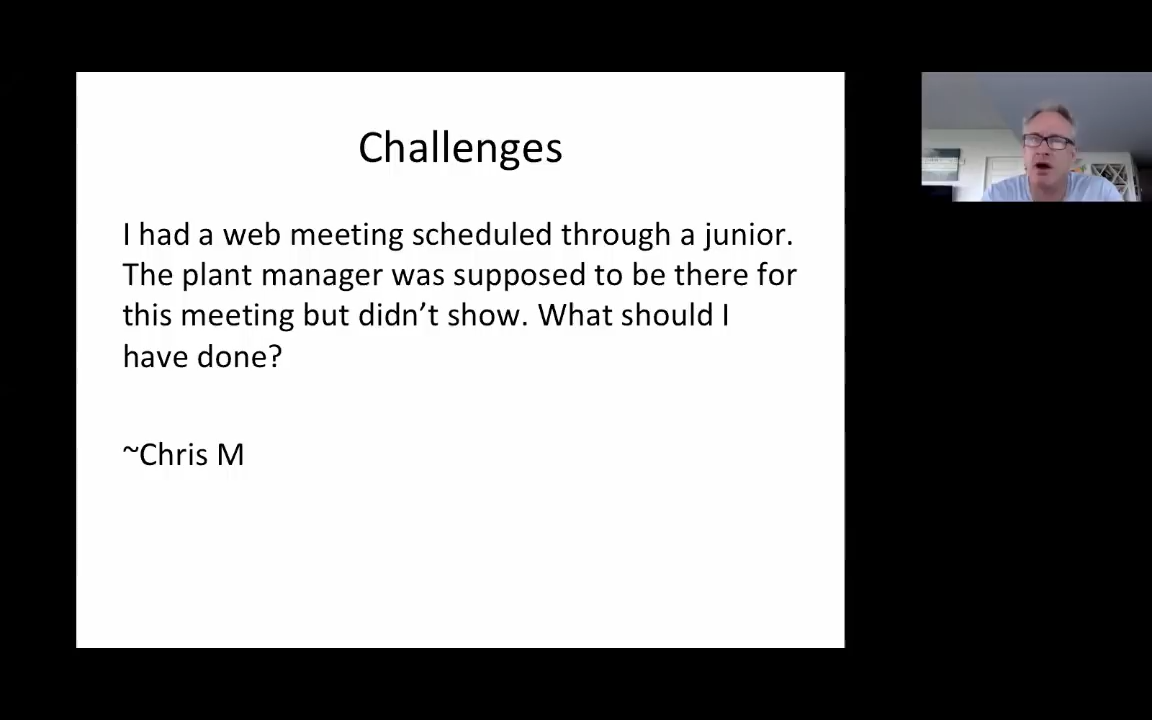 Challenges
I had a web meeting scheduled through a junior.
The plant manager was supposed to be there for
this meeting but didn’t show. What should I
have done?
~Chris M